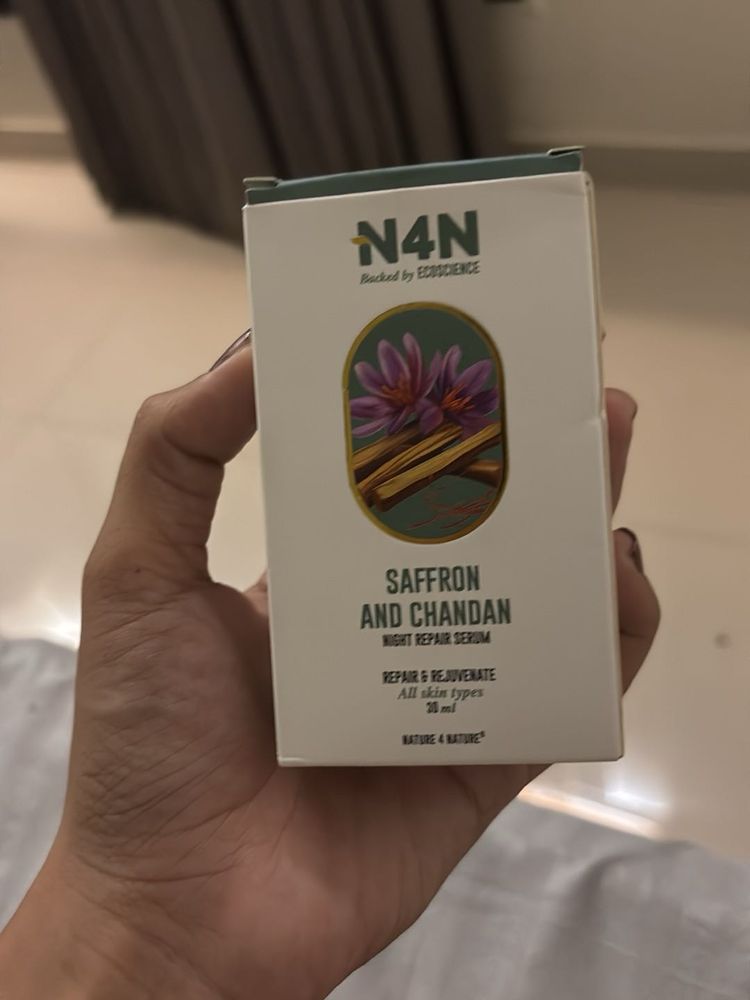 N4N
Backed by ECOSCIENCE
SAFFRON
AND CHANDAN
NIGHT REPAIR SERUM
REPAIR & REJUVENATE
All skin types
30 ml
NATURE 4 NATURE®